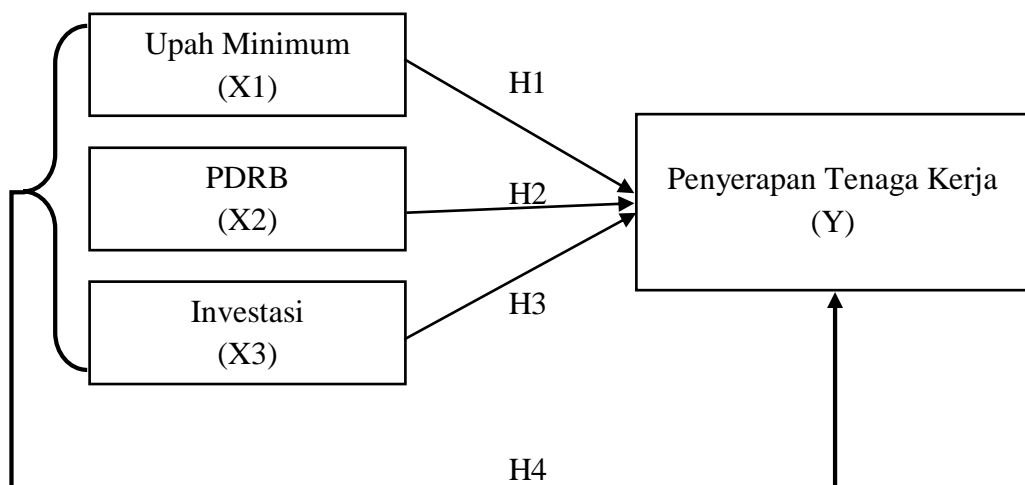 Upah Minimum
(X1)
H1
PDRB
(X2)
H2
Penyerapan Tenaga Kerja
(Y)
Investasi
(X3)
H3
H4